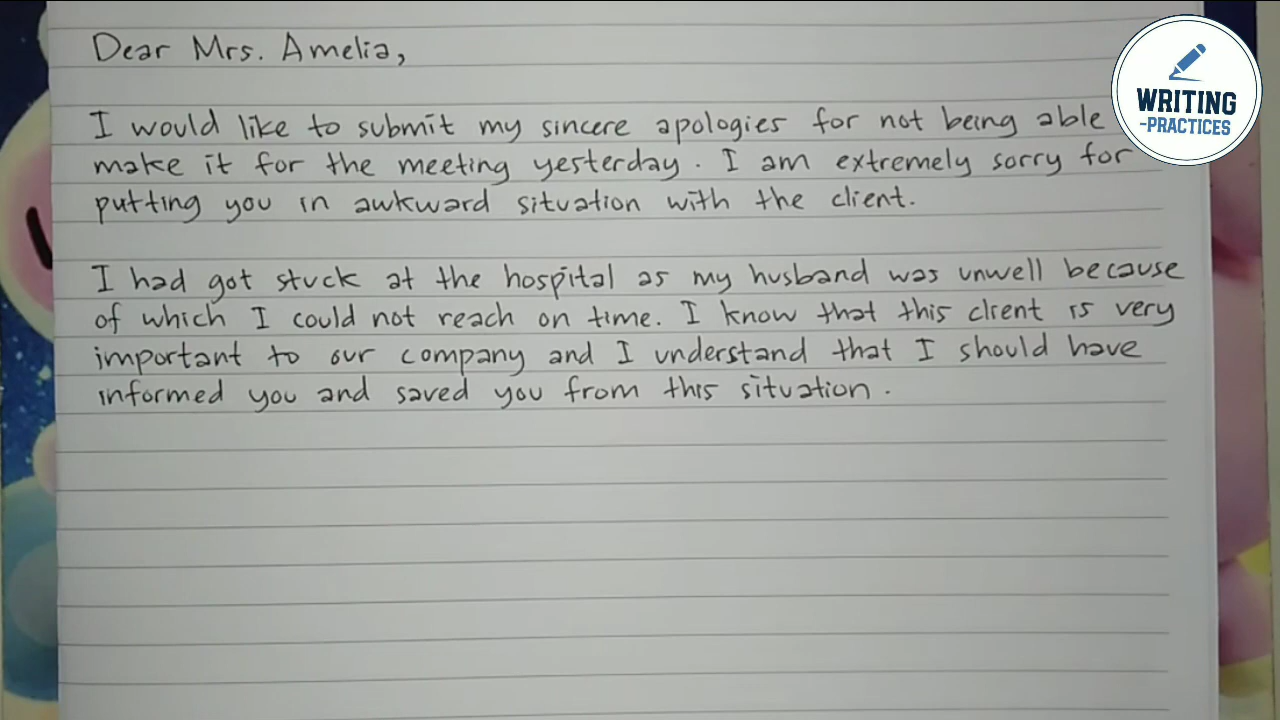 Dear Mrs. Amelia,
I would like to submit my sincere apologies for not being able
make it for the meeting yesterday. I am extremely sorry for
putting you in awkward situation with the client.
I had got stuck at the hospital as my husband was unwell because
of which I could not reach on time. I know that this client is very
important to our company and I understand that I should have
informed you and saved you from this situation.
WRITING
-PRACTICES